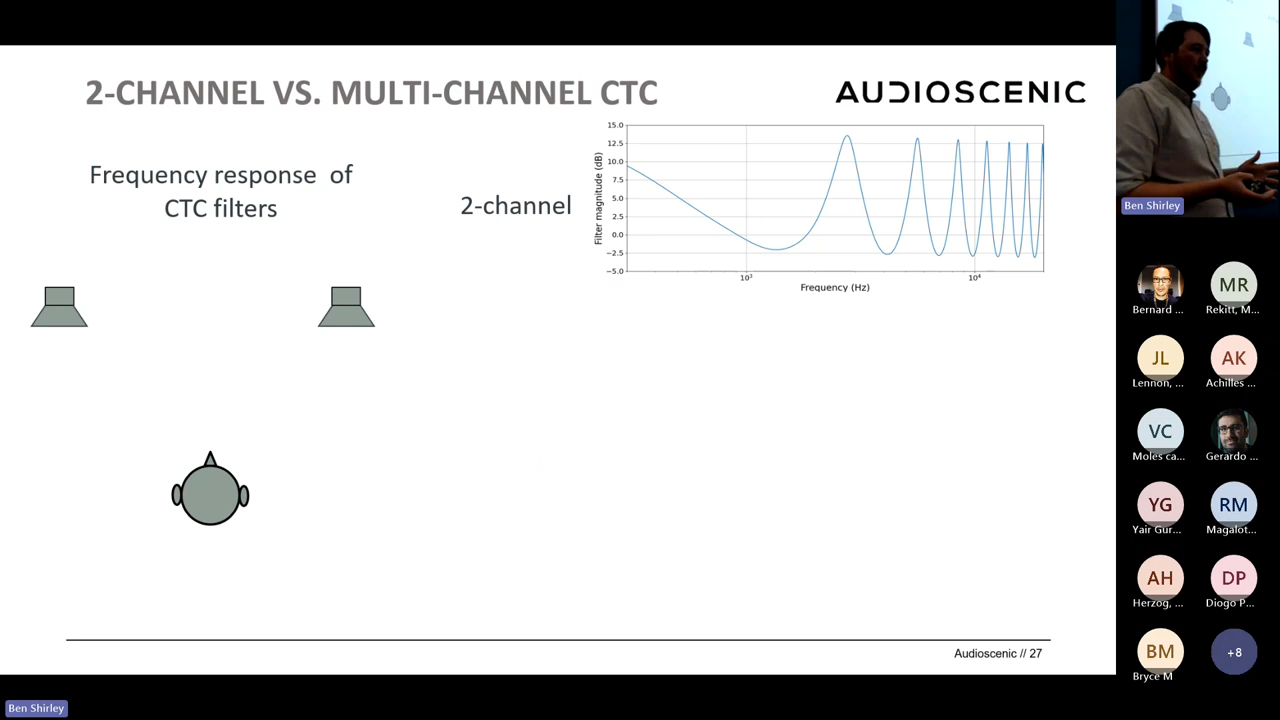 2-CHANNEL VS. MULTI-CHANNEL CTC
AUDIOSCENIC
Frequency response of
CTC filters
2-channel
15.0
12.5
10.0
7.5
5.0
2.5
0.0
−2.5
−5.0
Filter magnitude (dB)
10³
10⁴
Frequency (Hz)
Audioscenic // 27
Ben Shirley
Bernard ...
MR
Rekitt, M...
JL
Lennon, ...
AK
Achilles ...
VC
Moles ca...
Gerardo ...
YG
Yair Gur...
RM
Magalot...
AH
Herzog, ...
DP
Diogo P...
BM
Bryce M
+8
Ben Shirley